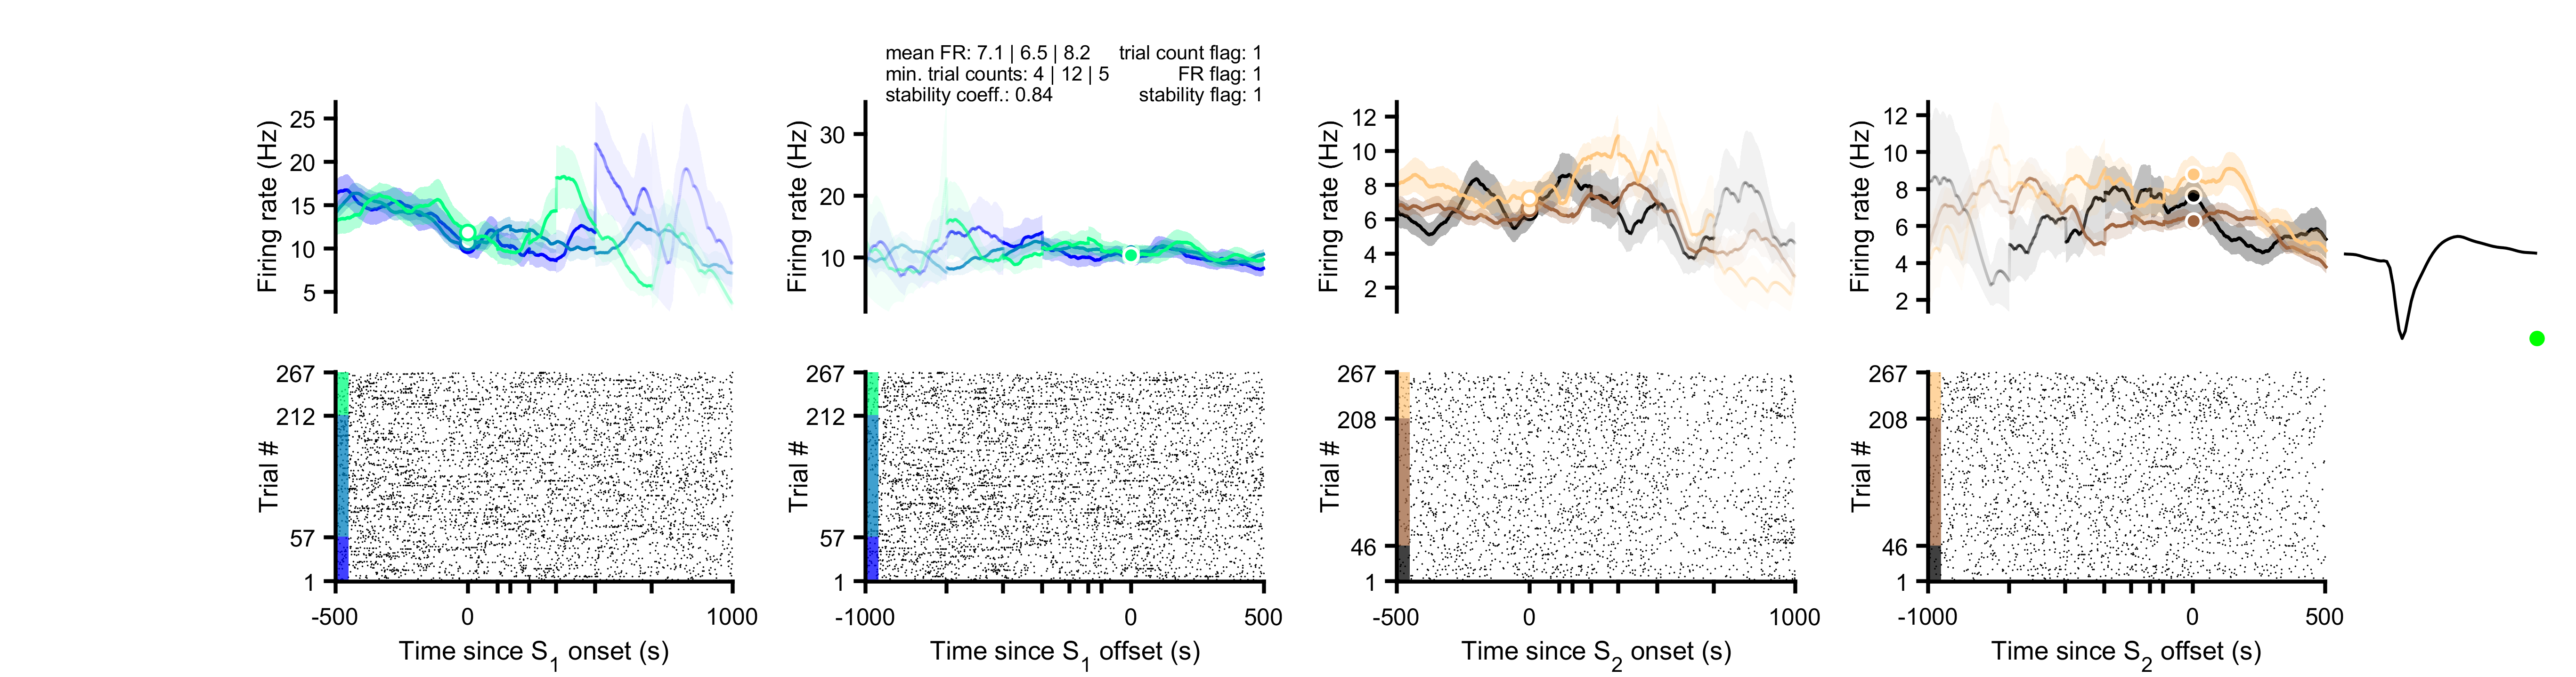 mean FR: 7.1 | 6.5 | 8.2 trial count flag: 1
min. trial counts: 4 | 12 | 5 FR flag: 1
stability coeff.: 0.84 stability flag: 1
Firing rate (Hz)
25
20
15
10
5
Firing rate (Hz)
30
20
10
Firing rate (Hz)
12
10
8
6
4
2
Firing rate (Hz)
12
10
8
6
4
2
Trial #
267
212
57
1
-500 0 1000
Time since S1 onset (s)
Trial #
267
212
57
1
-1000 0 500
Time since S1 offset (s)
Trial #
267
208
46
1
-500 0 1000
Time since S2 onset (s)
Trial #
267
208
46
1
-1000 0 500
Time since S2 offset (s)